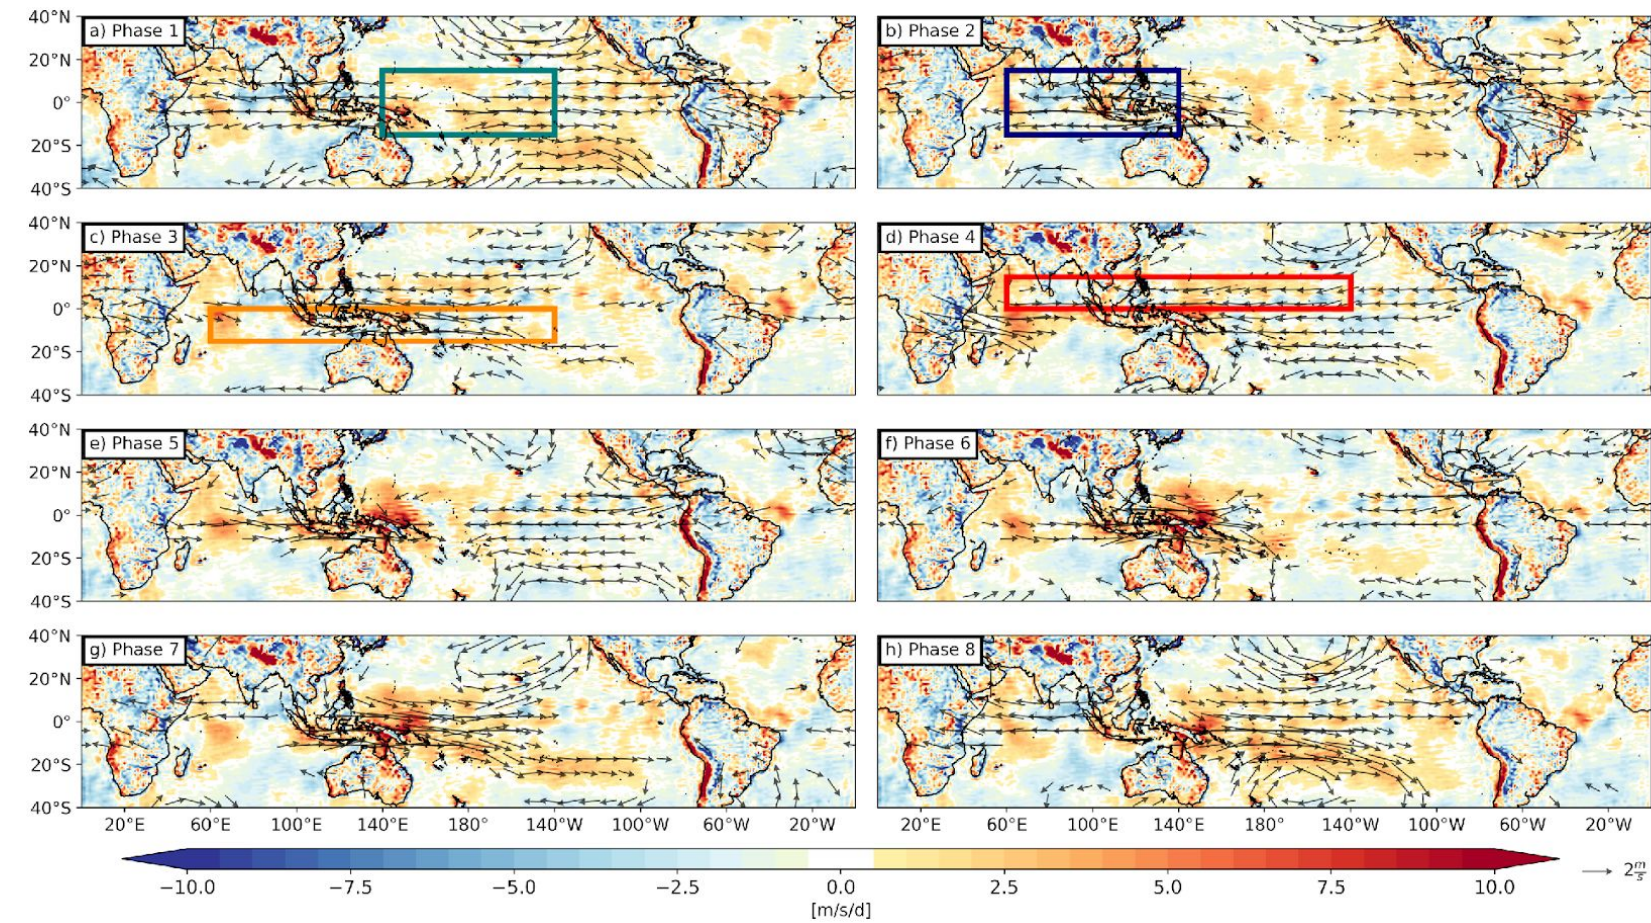 a) Phase 1
b) Phase 2
40°N
20°N
0°
20°S
40°S
c) Phase 3
d) Phase 4
40°N
20°N
0°
20°S
40°S
e) Phase 5
f) Phase 6
40°N
20°N
0°
20°S
40°S
g) Phase 7
h) Phase 8
40°N
20°N
0°
20°S
40°S
20°E 60°E 100°E 140°E 180° 140°W 100°W 60°W 20°W
20°E 60°E 100°E 140°E 180° 140°W 100°W 60°W 20°W
−10.0 −7.5 −5.0 −2.5 0.0 2.5 5.0 7.5 10.0
[m/s/d]
2 m/s